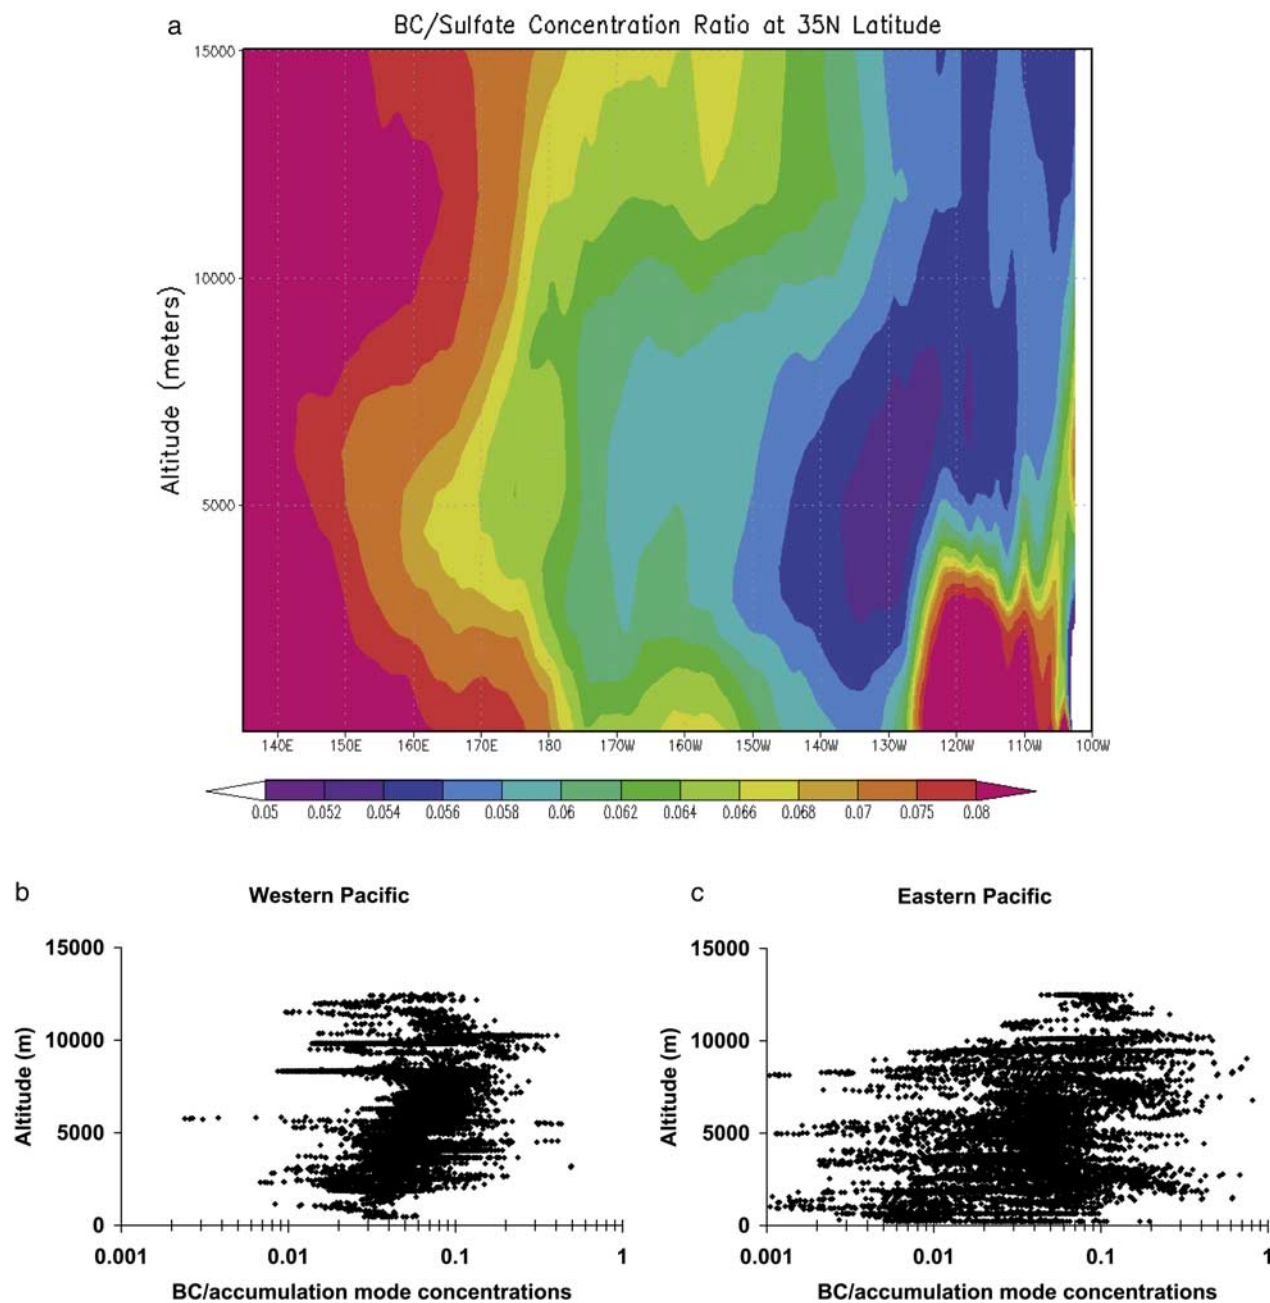 a
BC/Sulfate Concentration Ratio at 35N Latitude
15000
10000
5000
Altitude (meters)
140E 150E 160E 170E 180 170W 160W 150W 140W 130W 120W 110W 100W
0.05 0.052 0.054 0.056 0.058 0.06 0.062 0.064 0.066 0.068 0.07 0.075 0.08
b
Western Pacific
15000
10000
5000
0
Altitude (m)
0.001 0.01 0.1 1
BC/accumulation mode concentrations
c
Eastern Pacific
15000
10000
5000
0
Altitude (m)
0.001 0.01 0.1 1
BC/accumulation mode concentrations